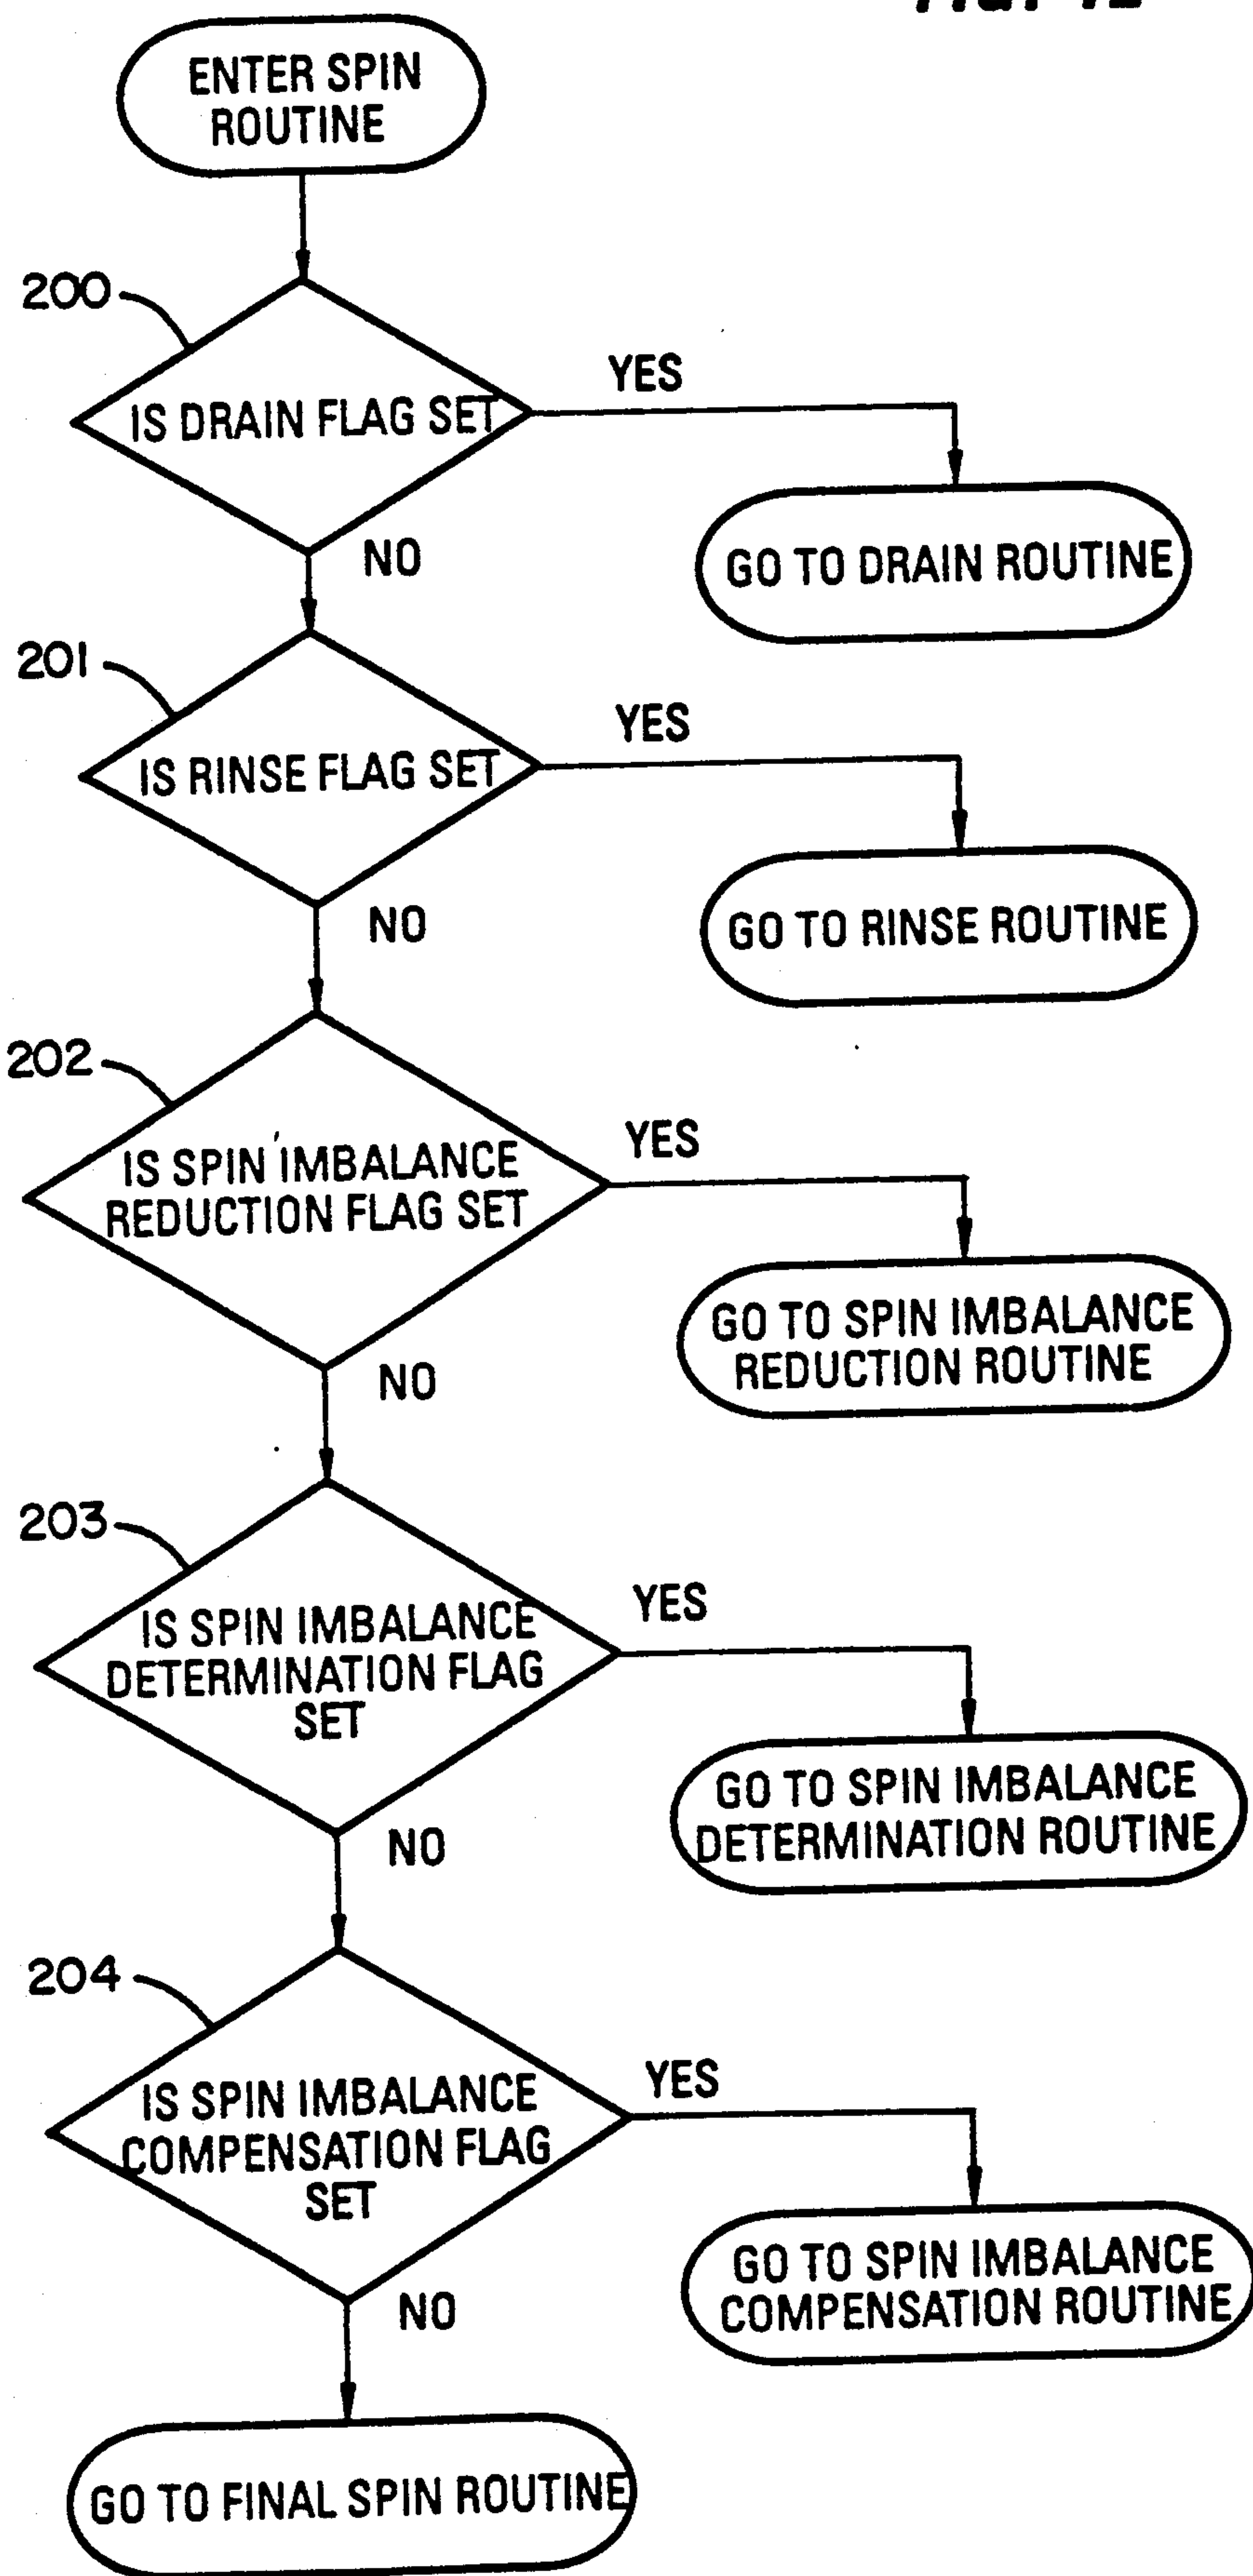 ENTER SPIN
ROUTINE
200
IS DRAIN FLAG SET
YES
NO
GO TO DRAIN ROUTINE
201
IS RINSE FLAG SET
YES
NO
GO TO RINSE ROUTINE
202
IS SPIN IMBALANCE
REDUCTION FLAG SET
YES
NO
GO TO SPIN IMBALANCE
REDUCTION ROUTINE
203
IS SPIN IMBALANCE
DETERMINATION FLAG
SET
YES
NO
GO TO SPIN IMBALANCE
DETERMINATION ROUTINE
204
IS SPIN IMBALANCE
COMPENSATION FLAG
SET
YES
NO
GO TO SPIN IMBALANCE
COMPENSATION ROUTINE
GO TO FINAL SPIN ROUTINE